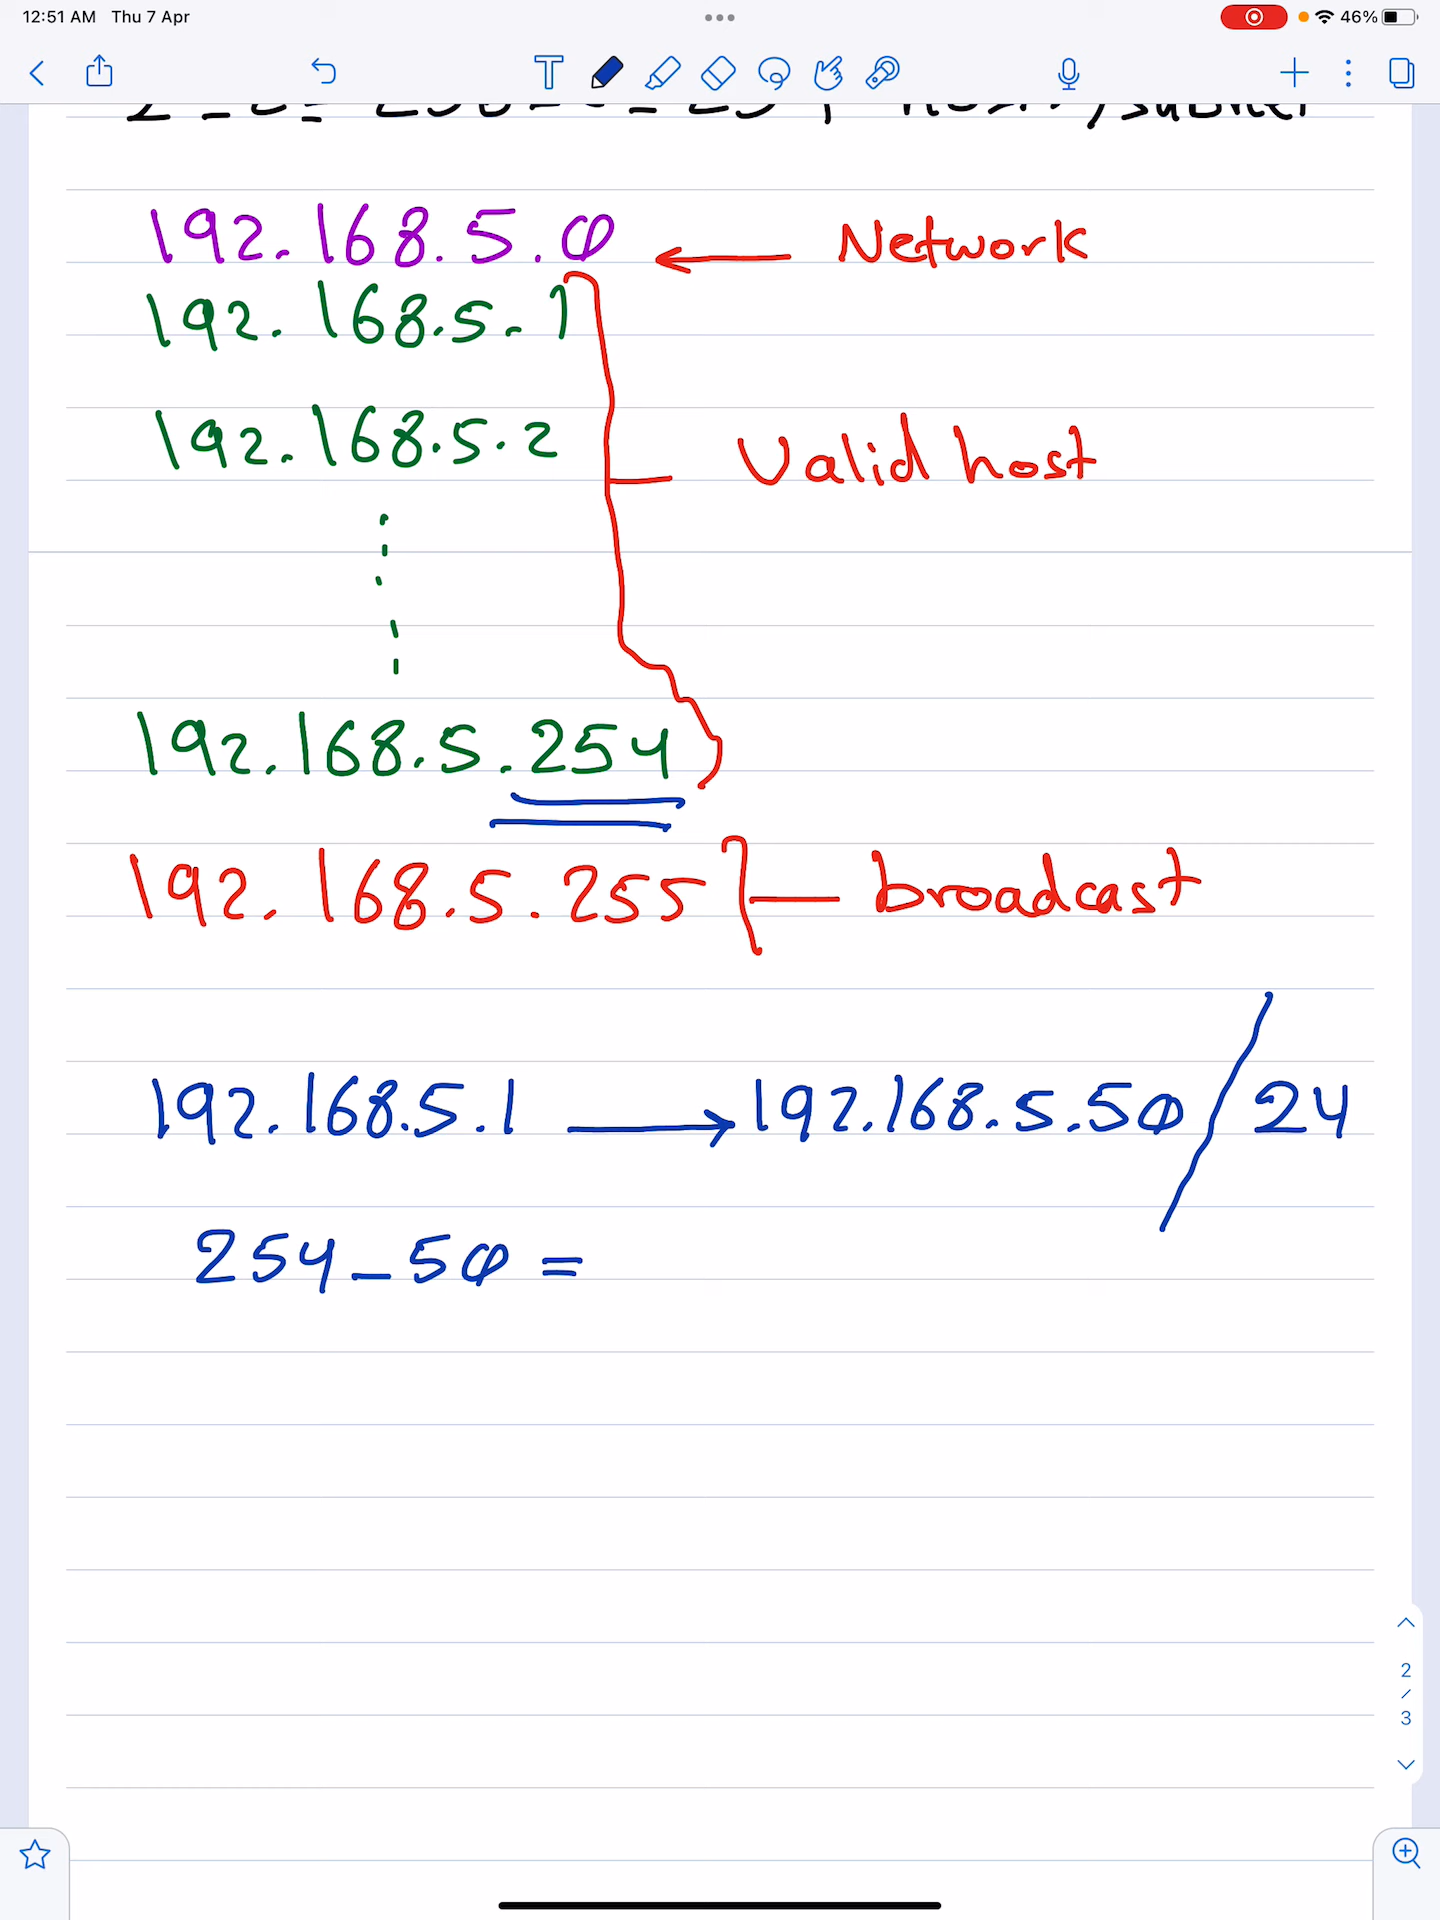 12:51 AM Thu 7 Apr
46%
192.168.5.0
Network
192.168.5.1
192.168.5.2
Valid host
192.168.5.254
192.168.5.255
broadcast
192.168.5.1 → 192.168.5.50 / 24
254-50=
2
/
3